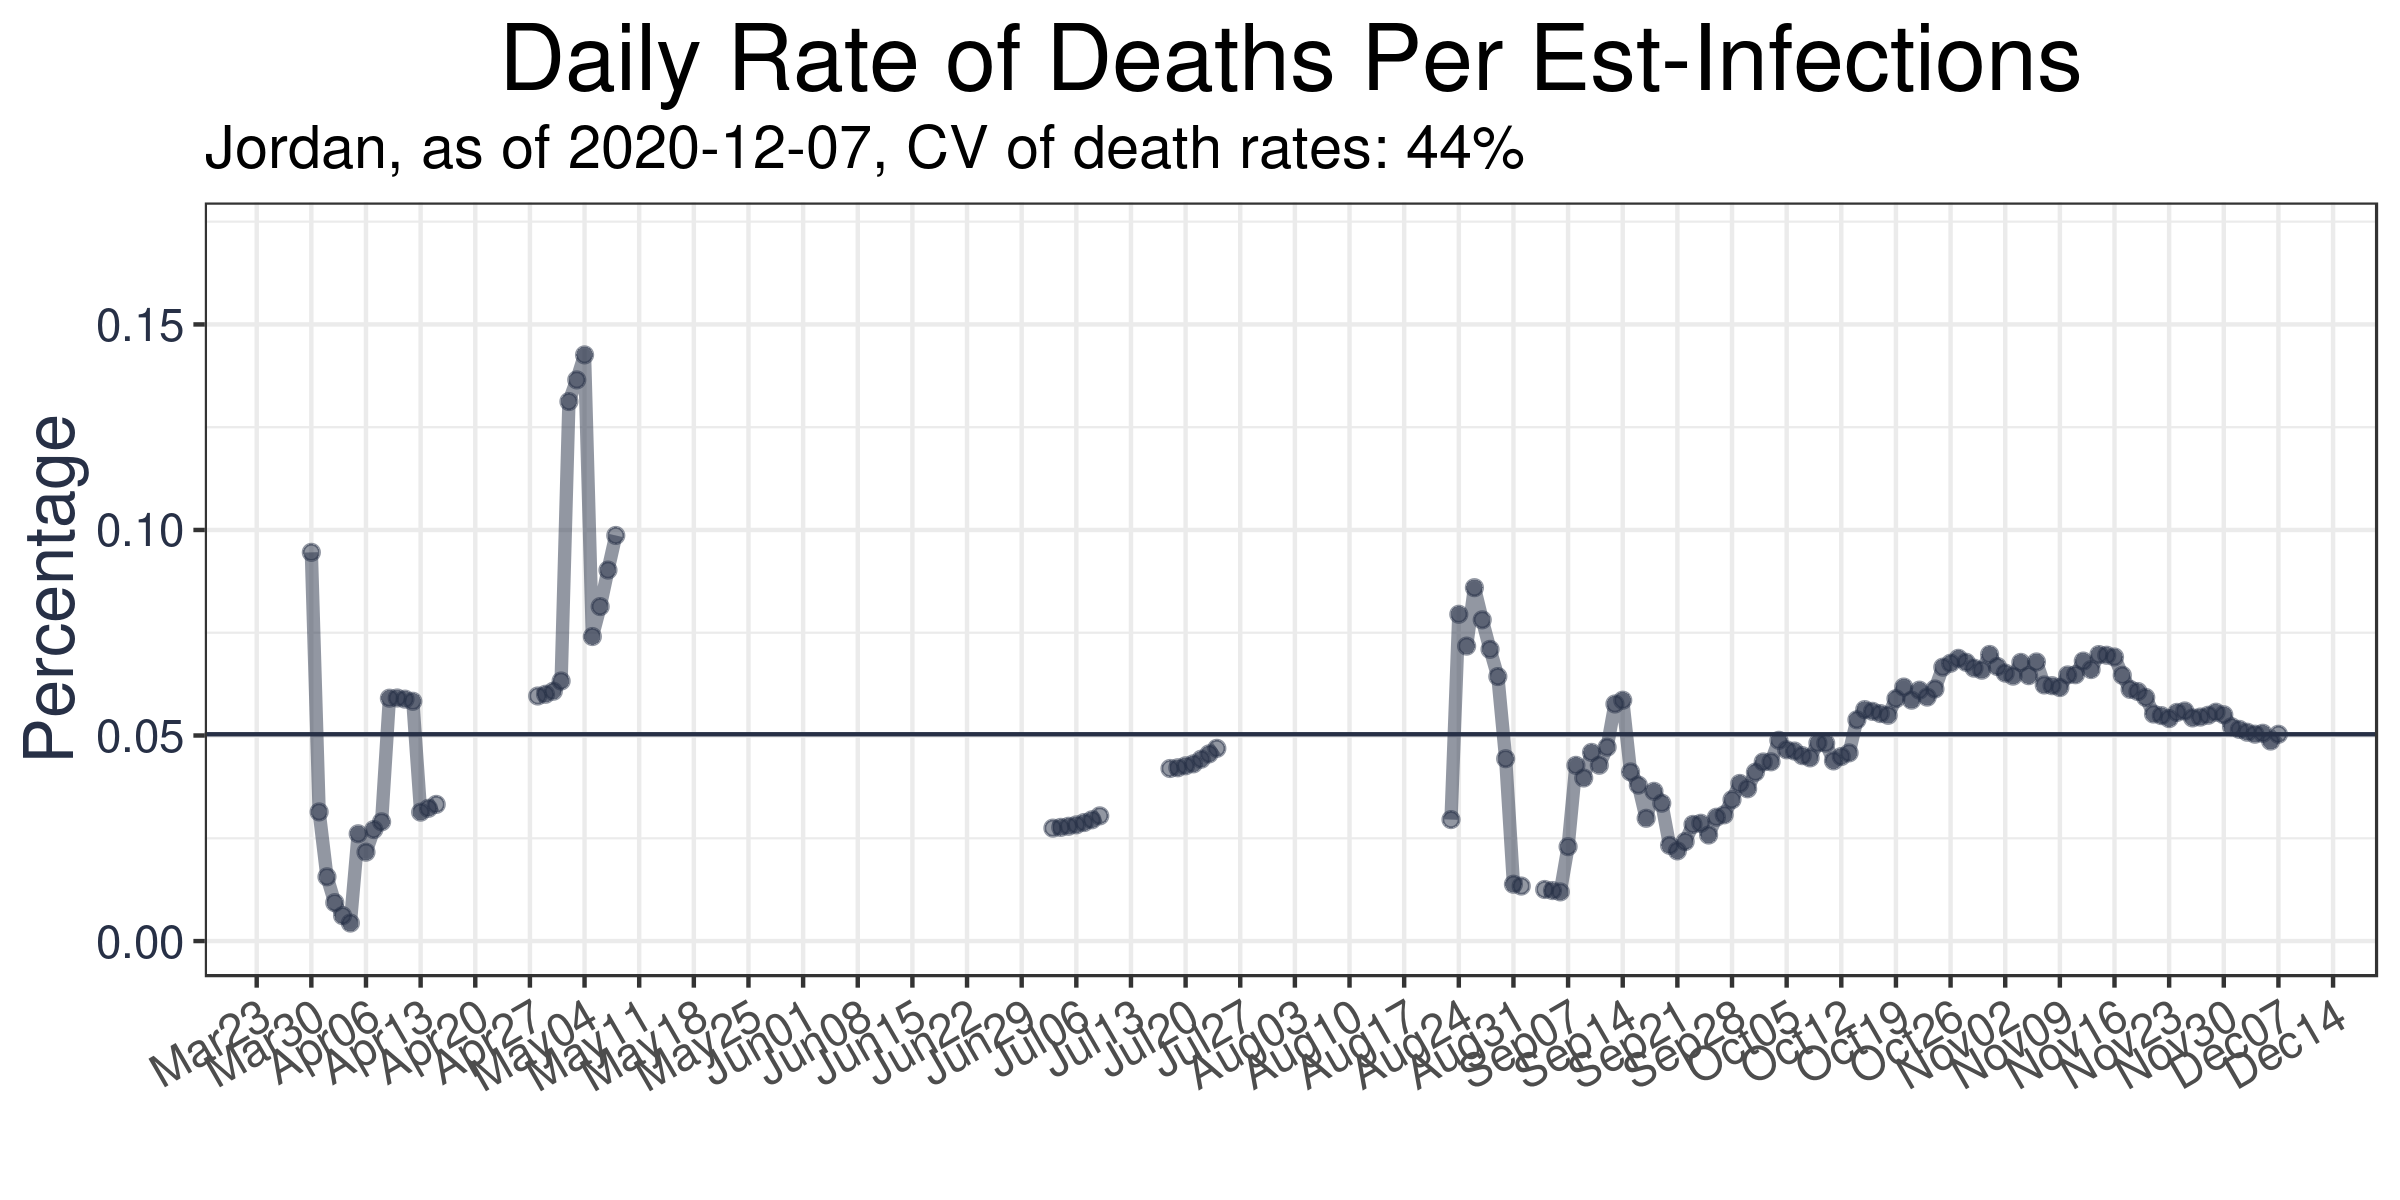 Daily Rate of Deaths Per Est-Infections
Jordan, as of 2020-12-07, CV of death rates: 44%
Percentage
0.15
0.10
0.05
0.00
Mar23
Mar30
Apr06
Apr13
Apr20
Apr27
May04
May11
May18
May25
Jun01
Jun08
Jun15
Jun22
Jun29
Jul06
Jul13
Jul20
Jul27
Aug03
Aug10
Aug17
Aug24
Aug31
Sep07
Sep14
Sep21
Sep28
Oct05
Oct12
Oct19
Oct26
Nov02
Nov09
Nov16
Nov23
Nov30
Dec07
Dec14